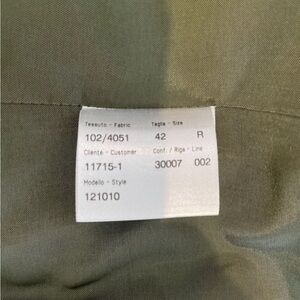 Tessuto - Fabric Taglia - Size
102/4051 42 R
Cliente - Customer Conf. / Riga - Line
11715-1 30007 002
Modello - Style
121010